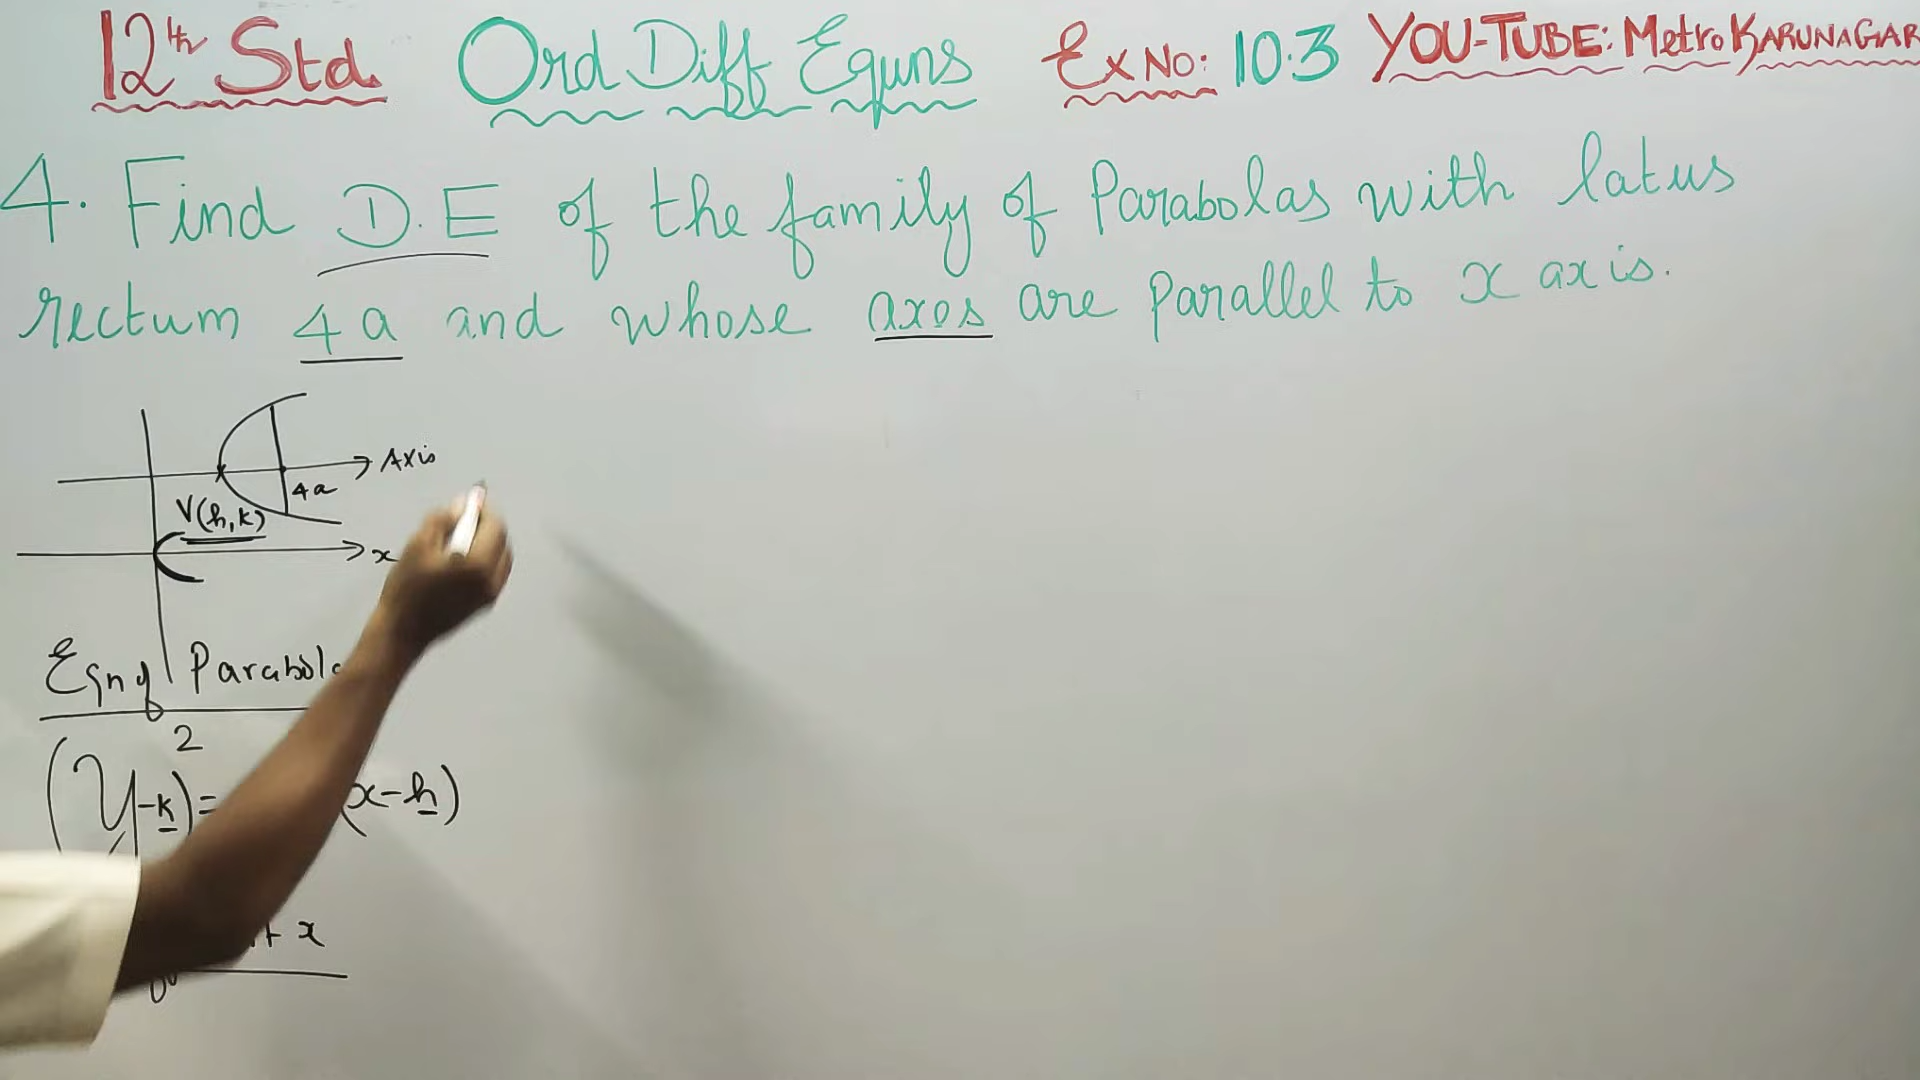 12th Std Ord Diff Equns Ex No: 10.3 YOU-TUBE: Metro KARUNAGAR
4. Find D.E of the family of Parabolas with latus
rectum 4a and whose axes are parallel to x axis.
Axis
4a
V(h,k)
x
Eqn of Parabola
(y-k)² = (x-h)
x